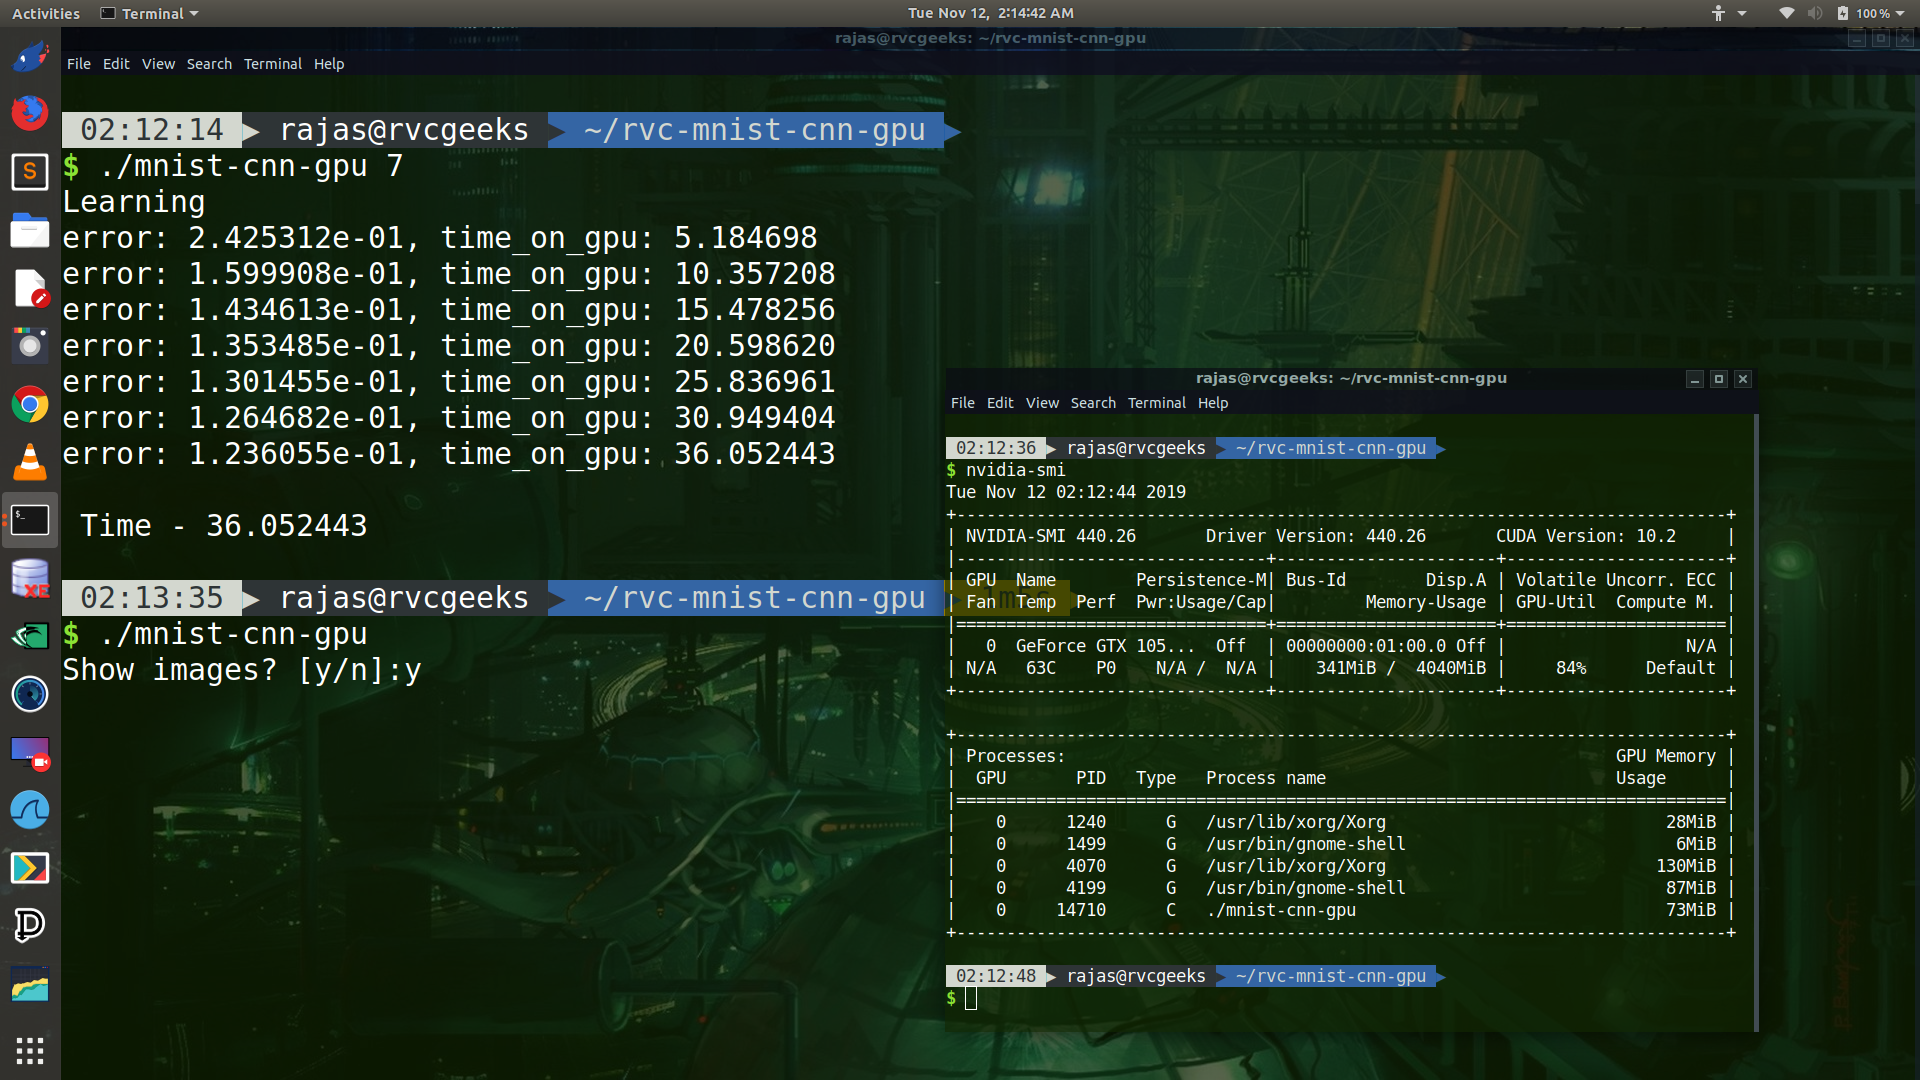 Activities Terminal Tue Nov 12, 2:14:42 AM 100 %
rajas@rvcgeeks: ~/rvc-mnist-cnn-gpu
File Edit View Search Terminal Help
02:12:14 rajas@rvcgeeks ~/rvc-mnist-cnn-gpu
$ ./mnist-cnn-gpu 7
Learning
error: 2.425312e-01, time_on_gpu: 5.184698
error: 1.599908e-01, time_on_gpu: 10.357208
error: 1.434613e-01, time_on_gpu: 15.478256
error: 1.353485e-01, time_on_gpu: 20.598620
error: 1.301455e-01, time_on_gpu: 25.836961
error: 1.264682e-01, time_on_gpu: 30.949404
error: 1.236055e-01, time_on_gpu: 36.052443
Time - 36.052443
02:13:35 rajas@rvcgeeks ~/rvc-mnist-cnn-gpu
$ ./mnist-cnn-gpu
Show images? [y/n]:y
rajas@rvcgeeks: ~/rvc-mnist-cnn-gpu
File Edit View Search Terminal Help
02:12:36 rajas@rvcgeeks ~/rvc-mnist-cnn-gpu
$ nvidia-smi
Tue Nov 12 02:12:44 2019
+-----------------------------------------------------------------------------+
| NVIDIA-SMI 440.26       Driver Version: 440.26       CUDA Version: 10.2     |
|-------------------------------+----------------------+----------------------+
| GPU  Name        Persistence-M| Bus-Id        Disp.A | Volatile Uncorr. ECC |
| Fan  Temp  Perf  Pwr:Usage/Cap|         Memory-Usage | GPU-Util  Compute M. |
|===============================+======================+======================|
|   0  GeForce GTX 105...  Off  | 00000000:01:00.0 Off |                  N/A |
| N/A   63C    P0    N/A /  N/A |    341MiB /  4040MiB |     84%      Default |
+-------------------------------+----------------------+----------------------+
+-----------------------------------------------------------------------------+
| Processes:                                                       GPU Memory |
|  GPU       PID   Type   Process name                             Usage      |
|=============================================================================|
|    0      1240      G   /usr/lib/xorg/Xorg                            28MiB |
|    0      1499      G   /usr/bin/gnome-shell                           6MiB |
|    0      4070      G   /usr/lib/xorg/Xorg                           130MiB |
|    0      4199      G   /usr/bin/gnome-shell                          87MiB |
|    0     14710      C   ./mnist-cnn-gpu                               73MiB |
+-----------------------------------------------------------------------------+
02:12:48 rajas@rvcgeeks ~/rvc-mnist-cnn-gpu
$